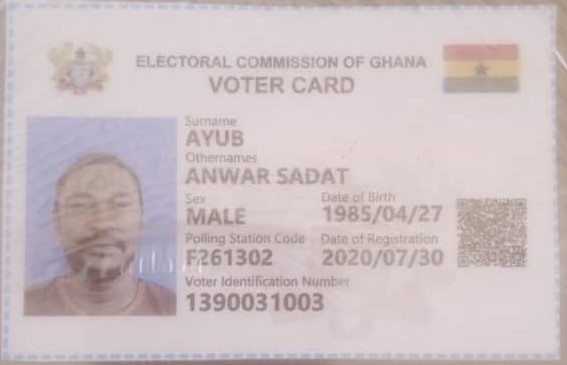 ELECTORAL COMMISSION OF GHANA
VOTER CARD
Surname
AYUB
Othernames
ANWAR SADAT
Sex Date of Birth
MALE 1985/04/27
Polling Station Code Date of Registration
F261302 2020/07/30
Voter Identification Number
1390031003